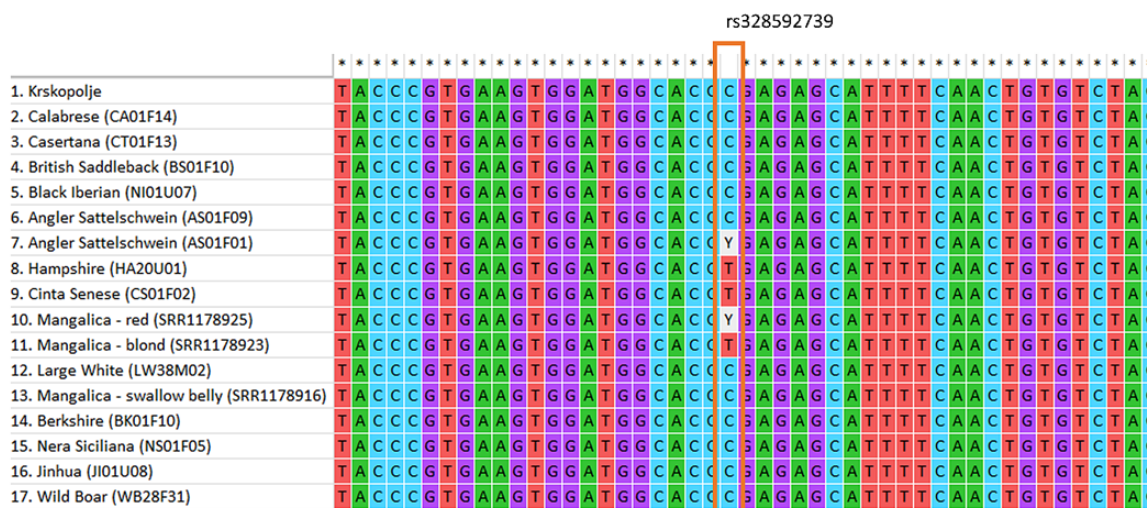 rs328592739
* * * * * * * * * * * * * * * * * * * * * * * * * * * * * * * * * * * * * * * * * * * * *
1. Krskopolje TACCCGTGAAGTGGATGGCACCCGAGAGCATTTTCAACTGTGTCTA
2. Calabrese (CA01F14) TACCCGTGAAGTGGATGGCACCCGAGAGCATTTTCAACTGTGTCTA
3. Casertana (CT01F13) TACCCGTGAAGTGGATGGCACCCGAGAGCATTTTCAACTGTGTCTA
4. British Saddleback (BS01F10) TACCCGTGAAGTGGATGGCACCCGAGAGCATTTTCAACTGTGTCTA
5. Black Iberian (NI01U07) TACCCGTGAAGTGGATGGCACCCGAGAGCATTTTCAACTGTGTCTA
6. Angler Sattelschwein (AS01F09) TACCCGTGAAGTGGATGGCACCCGAGAGCATTTTCAACTGTGTCTA
7. Angler Sattelschwein (AS01F01) TACCCGTGAAGTGGATGGCACCYGAGAGCATTTTCAACTGTGTCTA
8. Hampshire (HA20U01) TACCCGTGAAGTGGATGGCACCTGAGAGCATTTTCAACTGTGTCTA
9. Cinta Senese (CS01F02) TACCCGTGAAGTGGATGGCACCTGAGAGCATTTTCAACTGTGTCTA
10. Mangalica - red (SRR1178925) TACCCGTGAAGTGGATGGCACCYGAGAGCATTTTCAACTGTGTCTA
11. Mangalica - blond (SRR1178923) TACCCGTGAAGTGGATGGCACCTGAGAGCATTTTCAACTGTGTCTA
12. Large White (LW38M02) TACCCGTGAAGTGGATGGCACCCGAGAGCATTTTCAACTGTGTCTA
13. Mangalica - swallow belly (SRR1178916) TACCCGTGAAGTGGATGGCACCCGAGAGCATTTTCAACTGTGTCTA
14. Berkshire (BK01F10) TACCCGTGAAGTGGATGGCACCCGAGAGCATTTTCAACTGTGTCTA
15. Nera Siciliana (NS01F05) TACCCGTGAAGTGGATGGCACCCGAGAGCATTTTCAACTGTGTCTA
16. Jinhua (JI01U08) TACCCGTGAAGTGGATGGCACCCGAGAGCATTTTCAACTGTGTCTA
17. Wild Boar (WB28F31) TACCCGTGAAGTGGATGGCACCCGAGAGCATTTTCAACTGTGTCTA